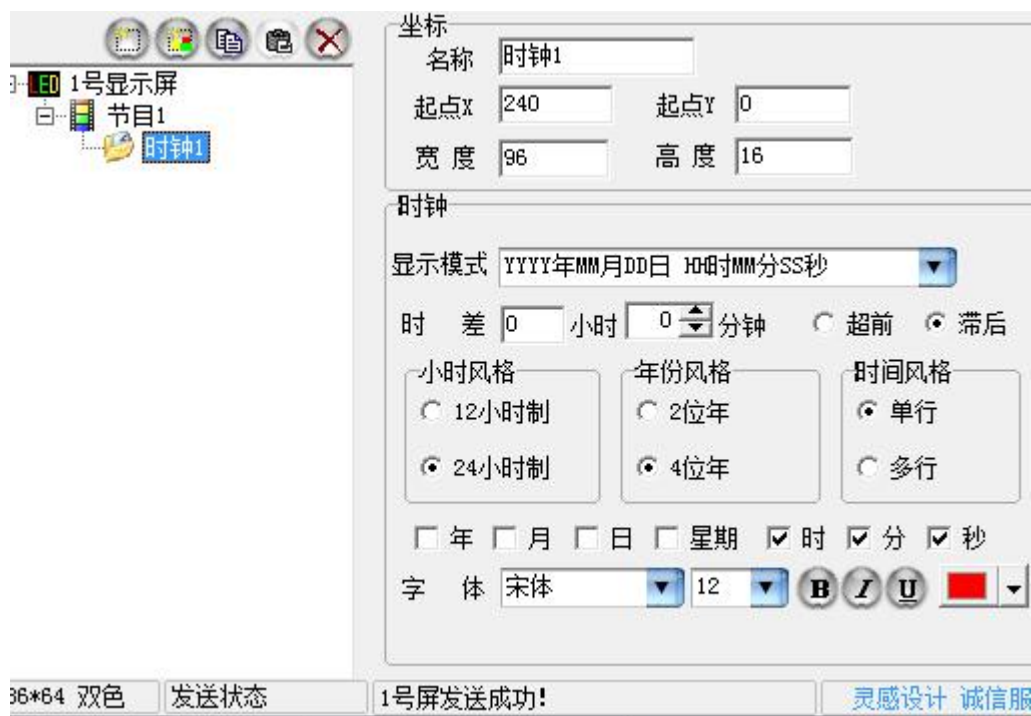 坐标
名称 时钟1
起点X 240 起点Y 0
宽 度 96 高 度 16
LED 1号显示屏
节目1
时钟1
时钟
显示模式 YYYY年MM月DD日 HH时MM分SS秒
时 差 0 小时 0 分钟 超前 滞后
小时风格 年份风格 时间风格
12小时制 2位年 单行
24小时制 4位年 多行
年 月 日 星期 时 分 秒
字 体 宋体 12 B I U
36*64 双色 发送状态 1号屏发送成功! 灵感设计 诚信服